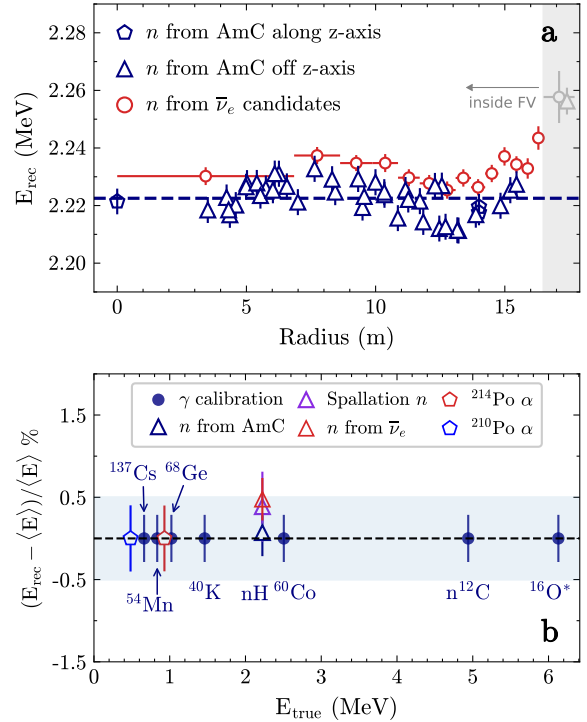 2.28
a
n from AmC along z-axis
n from AmC off z-axis
n from ν̄ₑ candidates
inside FV
2.26
2.24
2.22
2.20
E_rec (MeV)
0 5 10 15
Radius (m)
γ calibration Spallation n ²¹⁴Po α
n from AmC n from ν̄ₑ ²¹⁰Po α
1.5
0.5
-0.5
-1.5
(E_rec − ⟨E⟩)/⟨E⟩ %
¹³⁷Cs ⁶⁸Ge
⁵⁴Mn ⁴⁰K nH ⁶⁰Co n¹²C ¹⁶O*
b
0 1 2 3 4 5 6
E_true (MeV)